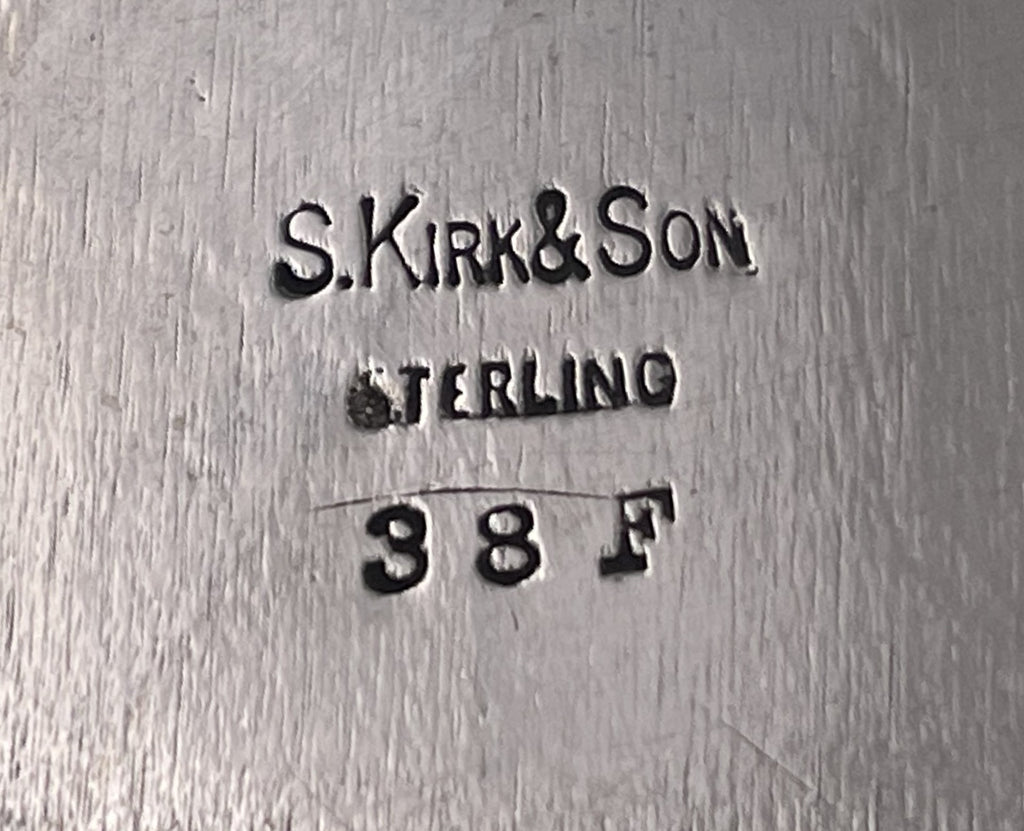 S. KIRK & SON
STERLING
38 F